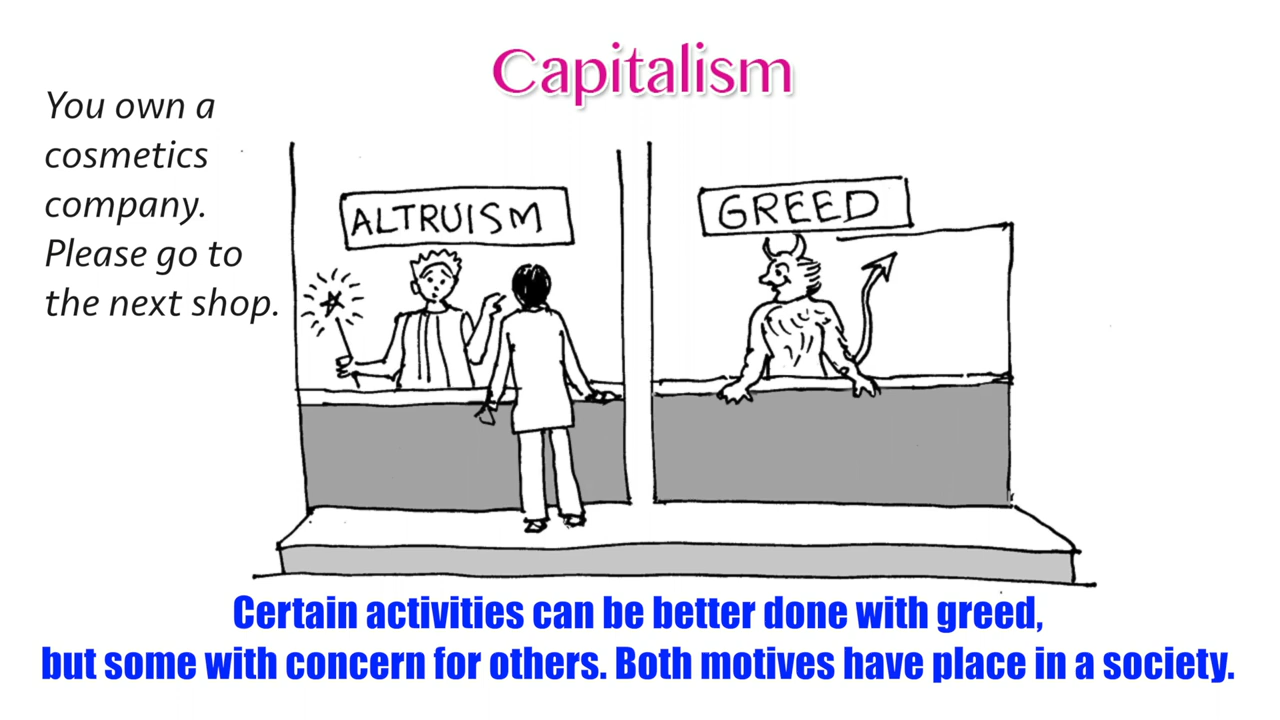 Capitalism
You own a
cosmetics
company.
Please go to
the next shop.
ALTRUISM
GREED
Certain activities can be better done with greed,
but some with concern for others. Both motives have place in a society.